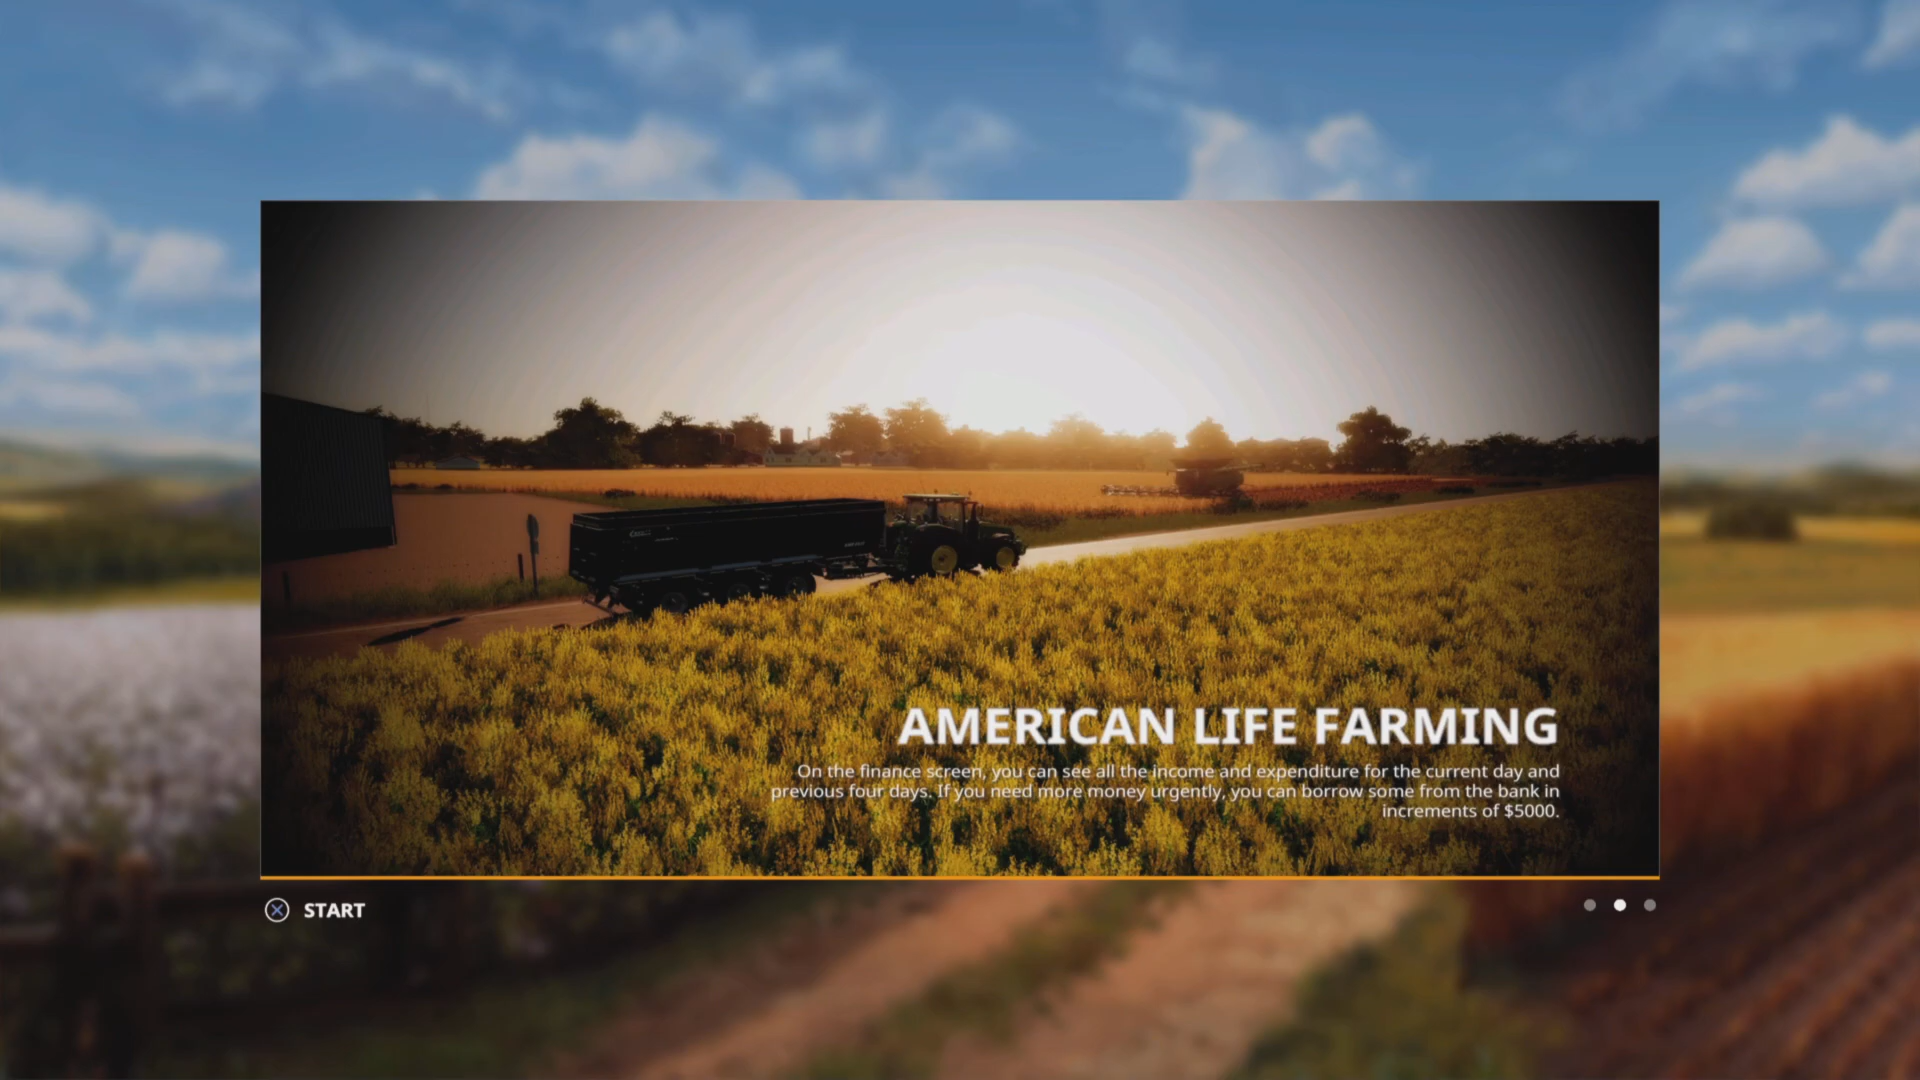 AMERICAN LIFE FARMING
On the finance screen, you can see all the income and expenditure for the current day and
previous four days. If you need more money urgently, you can borrow some from the bank in
increments of $5000.
START